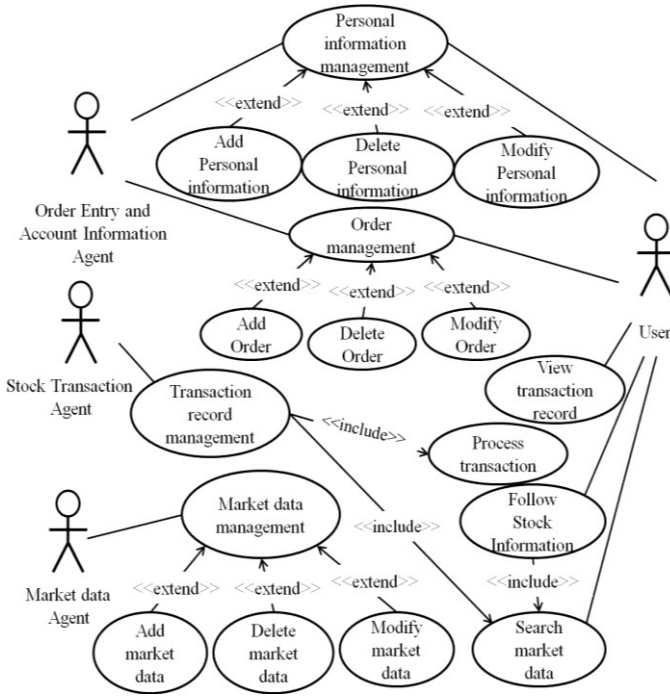 Personal
information
management
<<extend>>
<<extend>>
<<extend>>
Add
Personal
information
Delete
Personal
information
Modify
Personal
information
Order Entry and
Account Information
Agent
Order
management
<<extend>>
<<extend>>
<<extend>>
Add
Order
Delete
Order
Modify
Order
User
Stock Transaction
Agent
Transaction
record
management
View
transaction
record
<<include>>
Process
transaction
Market data
management
<<include>>
Follow
Stock
Information
Market data
Agent
<<extend>>
<<extend>>
<<extend>>
<<include>>
Add
market
data
Delete
market
data
Modify
market
data
Search
market
data